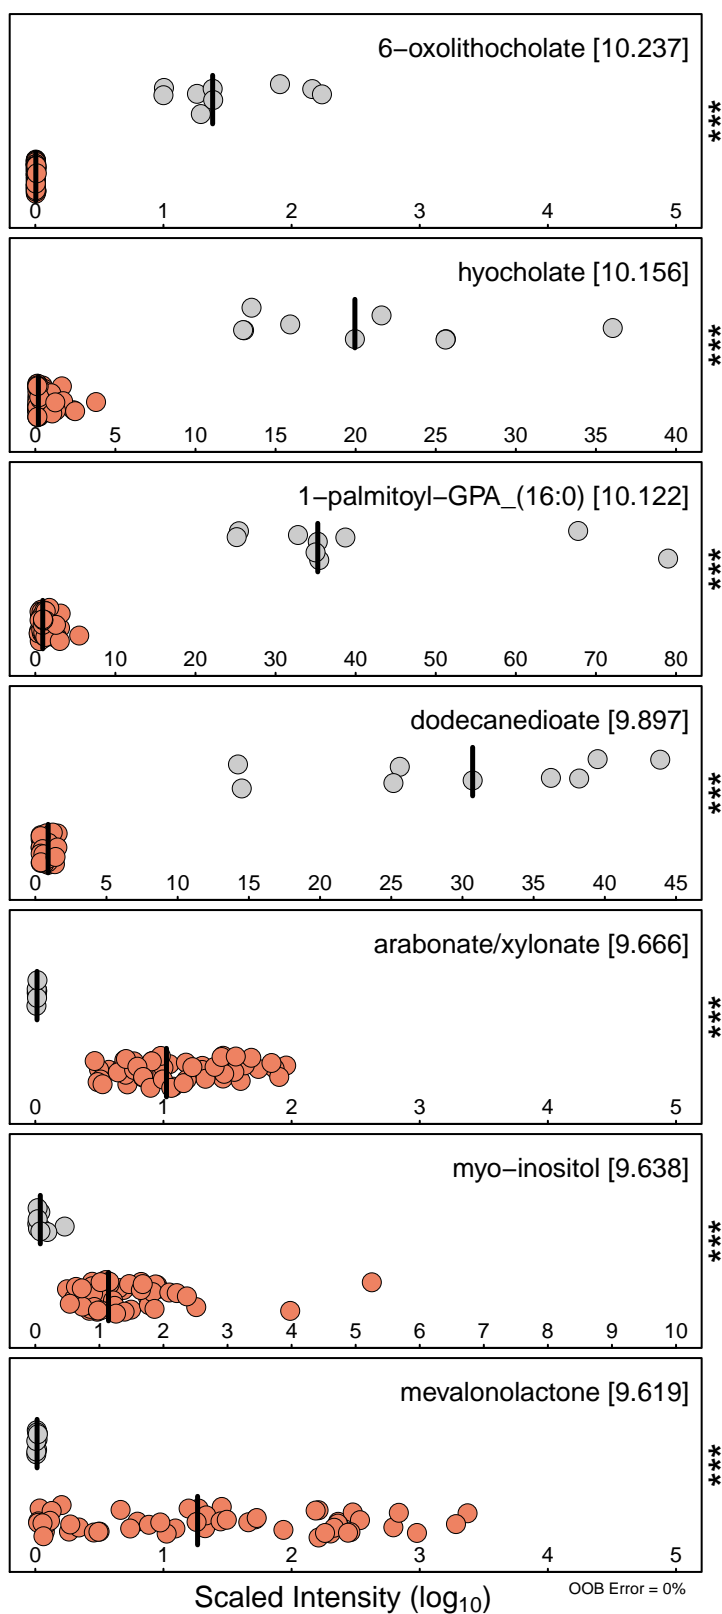 6−oxolithocholate [10.237]
***
0 1 2 3 4 5
hyocholate [10.156]
***
0 5 10 15 20 25 30 35 40
1−palmitoyl−GPA_(16:0) [10.122]
***
0 10 20 30 40 50 60 70 80
dodecanedioate [9.897]
***
0 5 10 15 20 25 30 35 40 45
arabonate/xylonate [9.666]
***
0 1 2 3 4 5
myo−inositol [9.638]
***
0 1 2 3 4 5 6 7 8 9 10
mevalonolactone [9.619]
***
0 1 2 3 4 5
Scaled Intensity (log10)
OOB Error = 0%